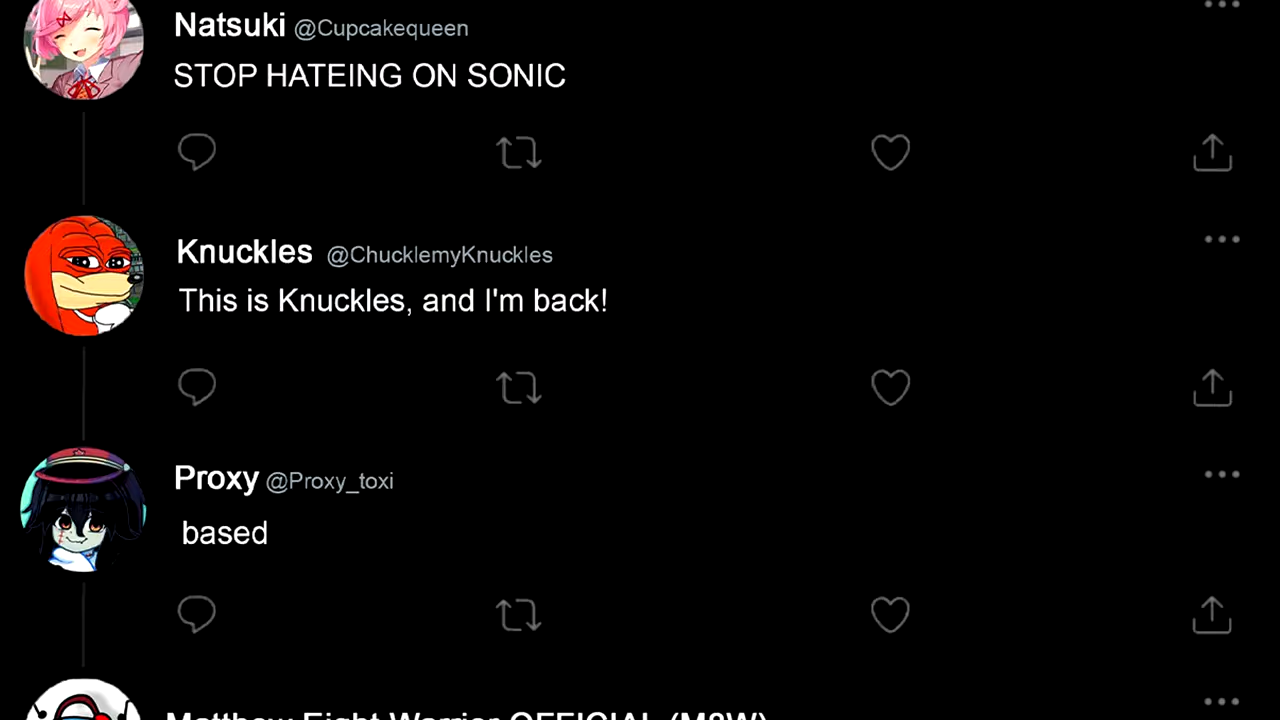 Natsuki @Cupcakequeen
STOP HATEING ON SONIC
Knuckles @ChucklemyKnuckles
This is Knuckles, and I'm back!
Proxy @Proxy_toxi
based
Matthew Eight Warrior OFFICIAL (M8W)